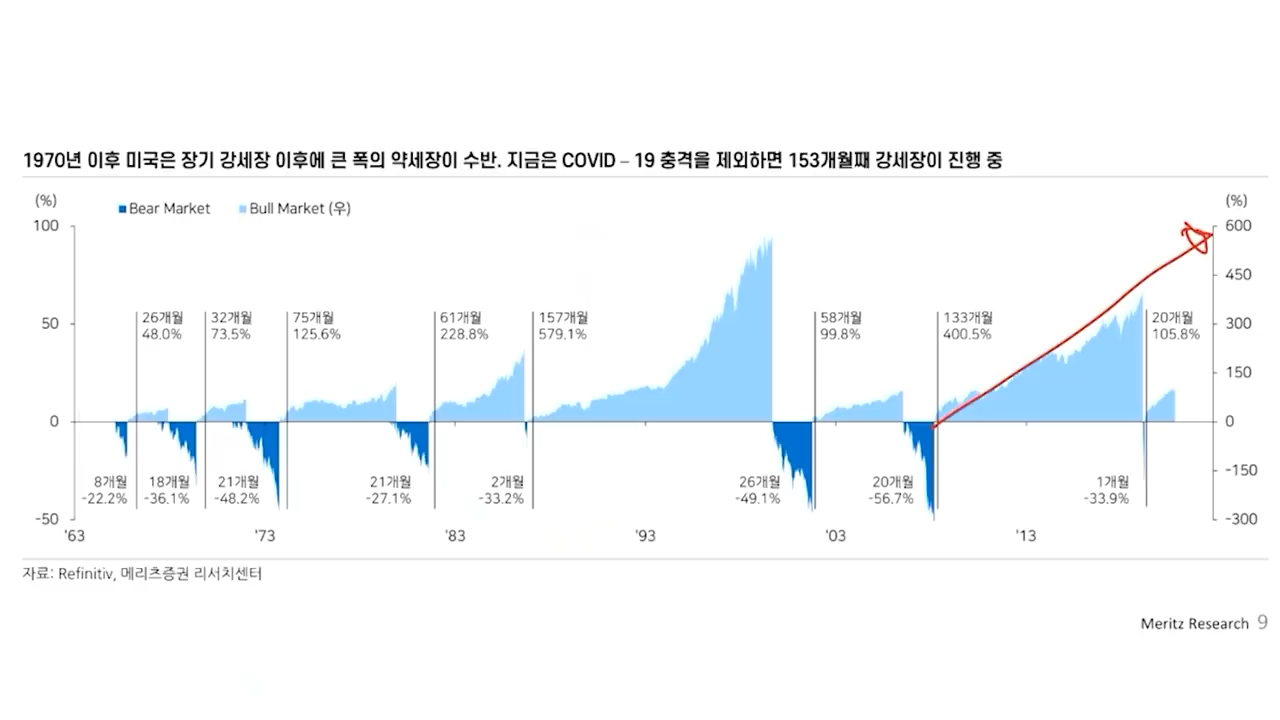 1970년 이후 미국은 장기 강세장 이후에 큰 폭의 약세장이 수반. 지금은 COVID – 19 충격을 제외하면 153개월째 강세장이 진행 중
(%)
Bear Market
Bull Market (우)
(%)
100
50
0
-50
600
450
300
150
0
-150
-300
26개월
48.0%
32개월
73.5%
75개월
125.6%
61개월
228.8%
157개월
579.1%
58개월
99.8%
133개월
400.5%
20개월
105.8%
8개월
-22.2%
18개월
-36.1%
21개월
-48.2%
21개월
-27.1%
2개월
-33.2%
26개월
-49.1%
20개월
-56.7%
1개월
-33.9%
'63
'73
'83
'93
'03
'13
자료: Refinitiv, 메리츠증권 리서치센터
Meritz Research 9